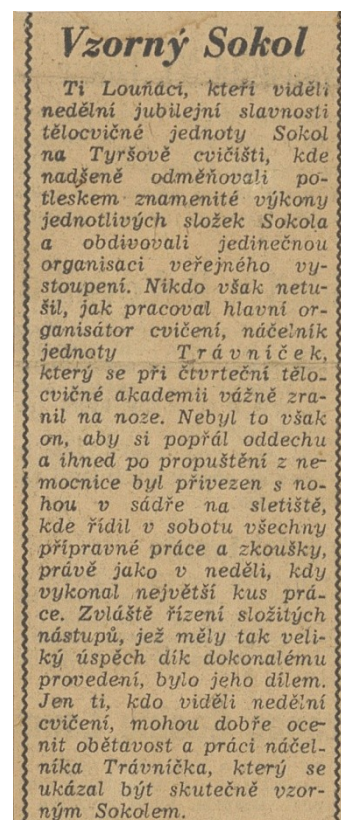 Vzorný Sokol
Ti Louňáci, kteří viděli
nedělní jubilejní slavnosti
tělocvičné jednoty Sokol
na Tyršově cvičišti, kde
nadšeně odměňovali po-
tleskem znamenité výkony
jednotlivých složek Sokola
a obdivovali jedinečnou
organisaci veřejného vy-
stoupení. Nikdo však netu-
šil, jak pracoval hlavní or-
ganisátor cvičení, náčelník
jednoty Trávníček,
který se při čtvrteční tělo-
cvičné akademii vážně zra-
nil na noze. Nebyl to však
on, aby si popřál oddechu
a ihned po propuštění z ne-
mocnice byl přivezen s no-
hou v sádře na sletiště,
kde řídil v sobotu všechny
přípravné práce a zkoušky,
právě jako v neděli, kdy
vykonal největší kus prá-
ce. Zvláště řízení složitých
nástupů, jež měly tak veli-
ký úspěch dík dokonalému
provedení, bylo jeho dílem.
Jen ti, kdo viděli nedělní
cvičení, mohou dobře oce-
nit obětavost a práci náčel-
níka Trávníčka, který se
ukázal být skutečně vzor-
ným Sokolem.